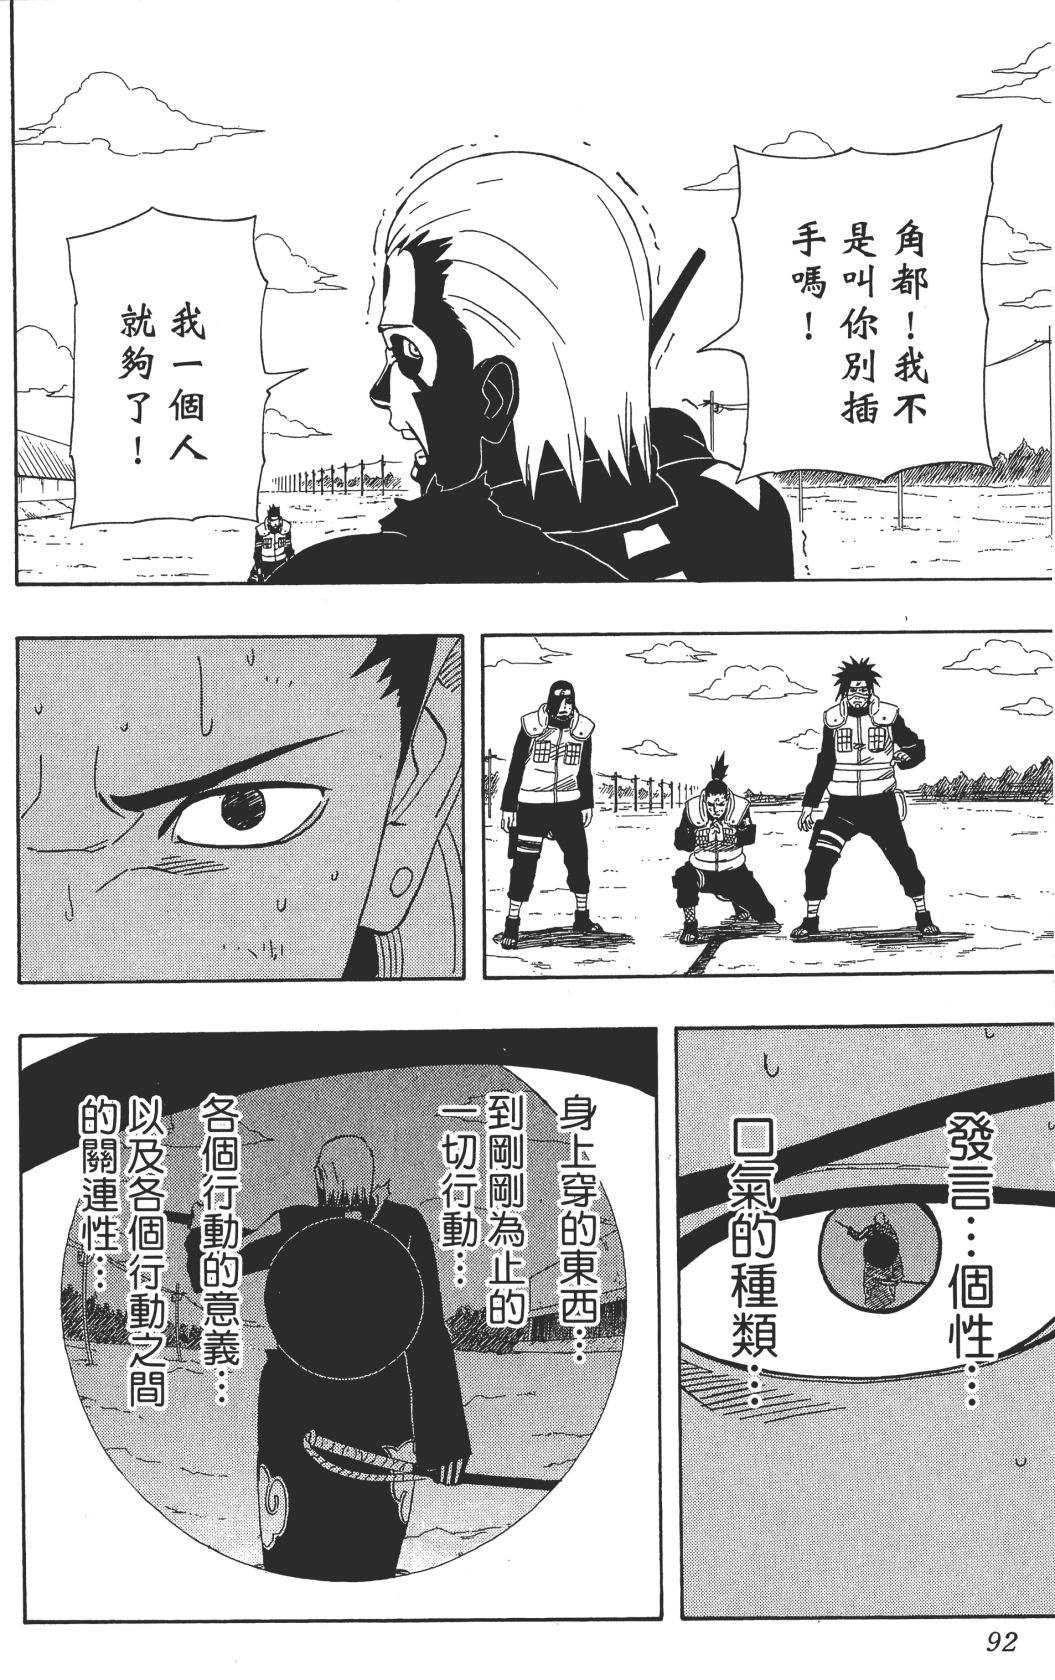 角都！我不
是叫你別插
手嗎！
我一個人
就夠了！
發言…個性……
口氣的種類……
身上穿的東西……
到剛剛為止的
一切行動…
各個行動的意義…
以及各個行動之間
的關連性…
92